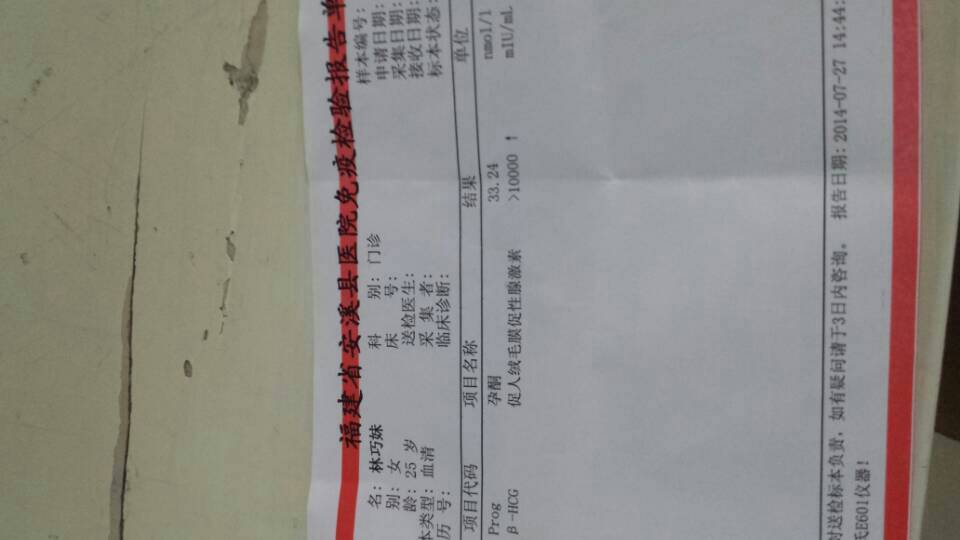 福建省安溪县医院免疫检验报告单
名: 林巧妹 科 别: 门诊 样本编号:
别: 女 床 号: 申请日期:
龄: 25 岁 送检医生: 采集日期:
本类型: 血清 采 集 者: 接收日期:
历 号: 临床诊断: 标本状态:
项目代码 项目名称 结果 单位
Prog 孕酮 33.24 nmol/l
β-HCG 促人绒毛膜促性腺激素 >10000 ↑ mIU/mL
对送检标本负责, 如有疑问请于3日内咨询。 报告日期: 2014-07-27 14:44:
氏E601仪器!